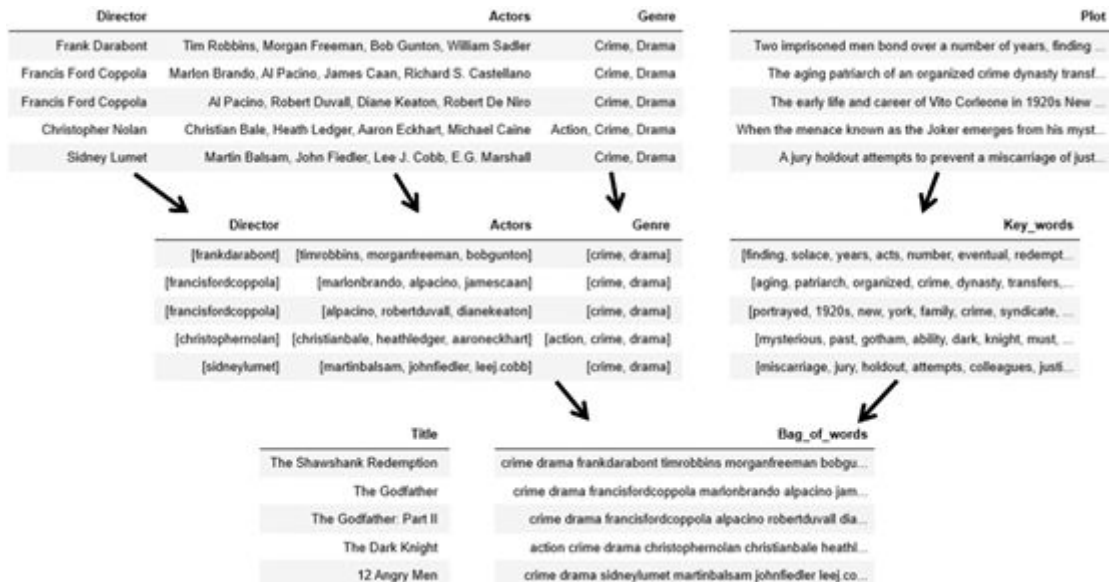 Director Actors Genre Plot
Frank Darabont Tim Robbins, Morgan Freeman, Bob Gunton, William Sadler Crime, Drama Two imprisoned men bond over a number of years, finding ...
Francis Ford Coppola Marlon Brando, Al Pacino, James Caan, Richard S. Castellano Crime, Drama The aging patriarch of an organized crime dynasty transf...
Francis Ford Coppola Al Pacino, Robert Duvall, Diane Keaton, Robert De Niro Crime, Drama The early life and career of Vito Corleone in 1920s New ...
Christopher Nolan Christian Bale, Heath Ledger, Aaron Eckhart, Michael Caine Action, Crime, Drama When the menace known as the Joker emerges from his myst...
Sidney Lumet Martin Balsam, John Fiedler, Lee J. Cobb, E.G. Marshall Crime, Drama A jury holdout attempts to prevent a miscarriage of just...
Director Actors Genre Key_words
[frankdarabont] [timrobbins, morganfreeman, bobgunton] [crime, drama] [finding, solace, years, acts, number, eventual, redempt...
[francisfordcoppola] [marlonbrando, alpacino, jamescaan] [crime, drama] [aging, patriarch, organized, crime, dynasty, transfers,...
[francisfordcoppola] [alpacino, robertduvall, dianekeaton] [crime, drama] [portrayed, 1920s, new, york, family, crime, syndicate, ...
[christophernolan] [christianbale, heathledger, aaroneckhart] [action, crime, drama] [mysterious, past, gotham, ability, dark, knight, must, ...
[sidneylumet] [martinbalsam, johnfiedler, leej.cobb] [crime, drama] [miscarriage, jury, holdout, attempts, colleagues, justi...
Title Bag_of_words
The Shawshank Redemption crime drama frankdarabont timrobbins morganfreeman bobgu...
The Godfather crime drama francisfordcoppola marlonbrando alpacino jam...
The Godfather: Part II crime drama francisfordcoppola alpacino robertduvall dia...
The Dark Knight action crime drama christophernolan christianbale heathl...
12 Angry Men crime drama sidneylumet martinbalsam johnfiedler leej co...